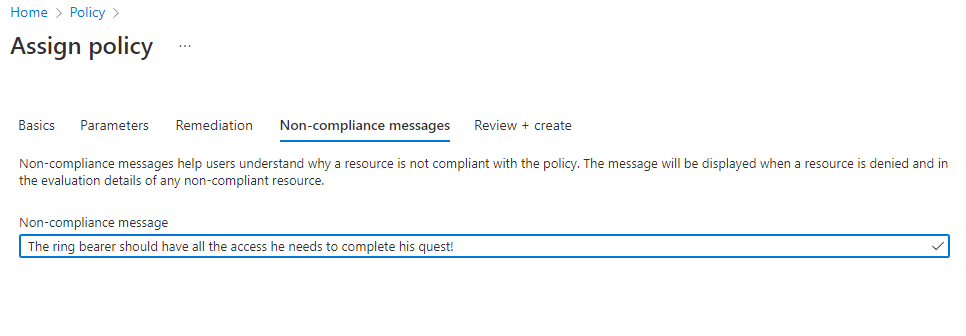 Home > Policy >
Assign policy ...
Basics Parameters Remediation Non-compliance messages Review + create
Non-compliance messages help users understand why a resource is not compliant with the policy. The message will be displayed when a resource is denied and in
the evaluation details of any non-compliant resource.
Non-compliance message
The ring bearer should have all the access he needs to complete his quest!